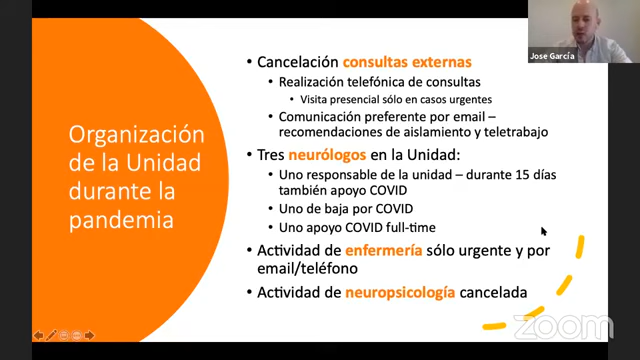 Jose García
Organización
de la Unidad
durante la
pandemia
• Cancelación consultas externas
• Realización telefónica de consultas
• Visita presencial sólo en casos urgentes
• Comunicación preferente por email –
recomendaciones de aislamiento y teletrabajo
• Tres neurólogos en la Unidad:
• Uno responsable de la unidad – durante 15 días
también apoyo COVID
• Uno de baja por COVID
• Uno apoyo COVID full-time
• Actividad de enfermería sólo urgente y por
email/teléfono
• Actividad de neuropsicología cancelada
zoom